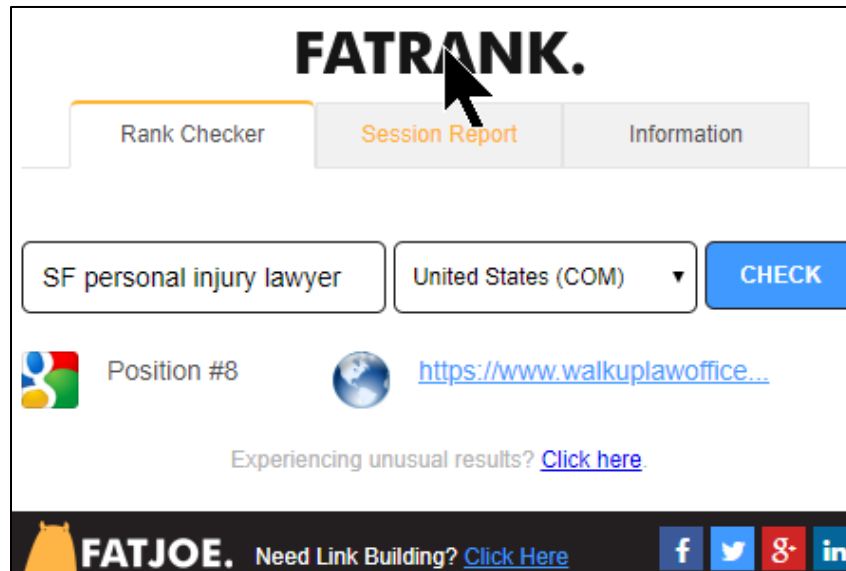 FATRANK.
Rank Checker Session Report Information
SF personal injury lawyer United States (COM) CHECK
Position #8 https://www.walkuplawoffice...
Experiencing unusual results? Click here.
FATJOE. Need Link Building? Click Here f g+ in